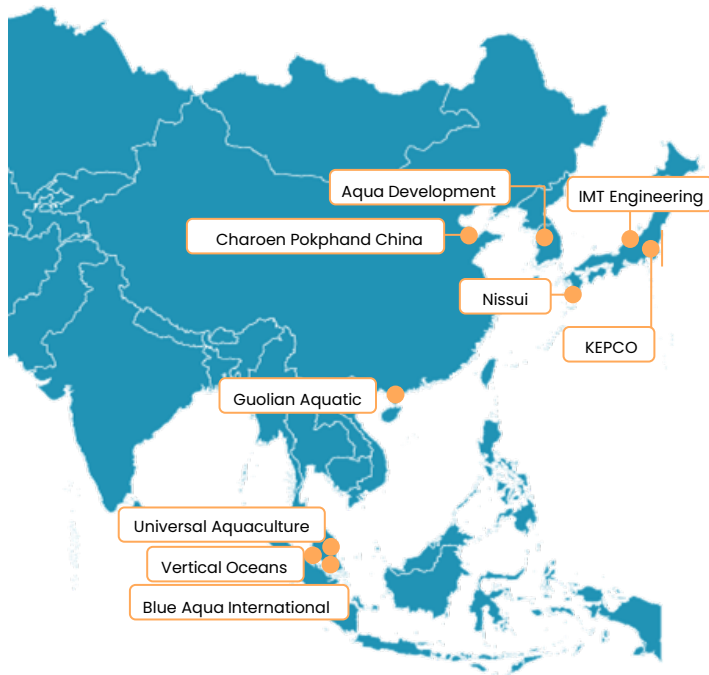 Aqua Development
IMT Engineering
Charoen Pokphand China
Nissui
KEPCO
Guolian Aquatic
Universal Aquaculture
Vertical Oceans
Blue Aqua International